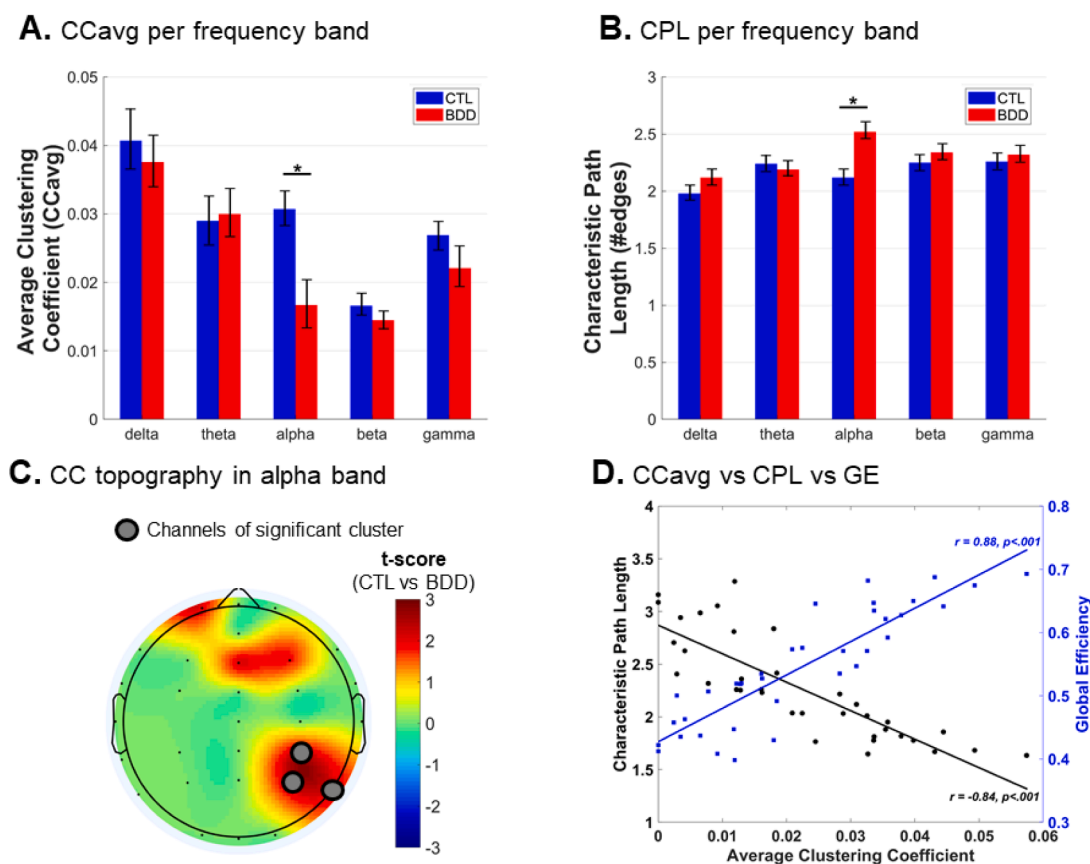 A. CCavg per frequency band
Average Clustering
Coefficient (CCavg)
0.05
0.04
0.03
0.02
0.01
0
CTL
BDD
*
delta theta alpha beta gamma
B. CPL per frequency band
Characteristic Path
Length (#edges)
3
2.5
2
1.5
1
0.5
0
CTL
BDD
*
delta theta alpha beta gamma
C. CC topography in alpha band
Channels of significant cluster
t-score
(CTL vs BDD)
3
2
1
0
-1
-2
-3
D. CCavg vs CPL vs GE
Characteristic Path Length
4
3.5
3
2.5
2
1.5
1
r = 0.88, p<.001
r = -0.84, p<.001
0.8
0.7
0.6
0.5
0.4
0.3
Global Efficiency
0 0.01 0.02 0.03 0.04 0.05 0.06
Average Clustering Coefficient